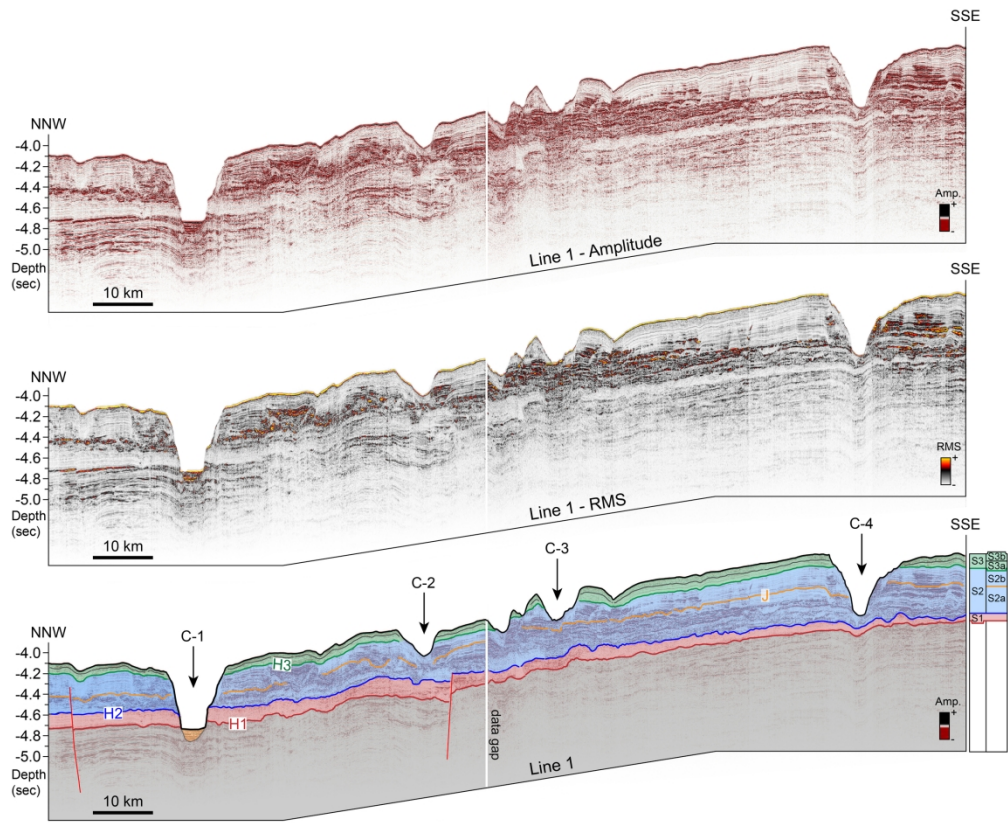 SSE
NNW
-4.0
-4.2
-4.4
-4.6
-4.8
-5.0
Depth
(sec)
10 km
Line 1 - Amplitude
Amp.
+
-
SSE
NNW
-4.0
-4.2
-4.4
-4.6
-4.8
-5.0
Depth
(sec)
10 km
Line 1 - RMS
RMS
+
-
SSE
C-4
C-3
C-2
C-1
NNW
-4.0
-4.2
-4.4
-4.6
-4.8
-5.0
Depth
(sec)
10 km
H3
H2
H1
J
data gap
Line 1
Amp.
+
-
S3 S3b
S3a
S2 S2b
S2a
S1